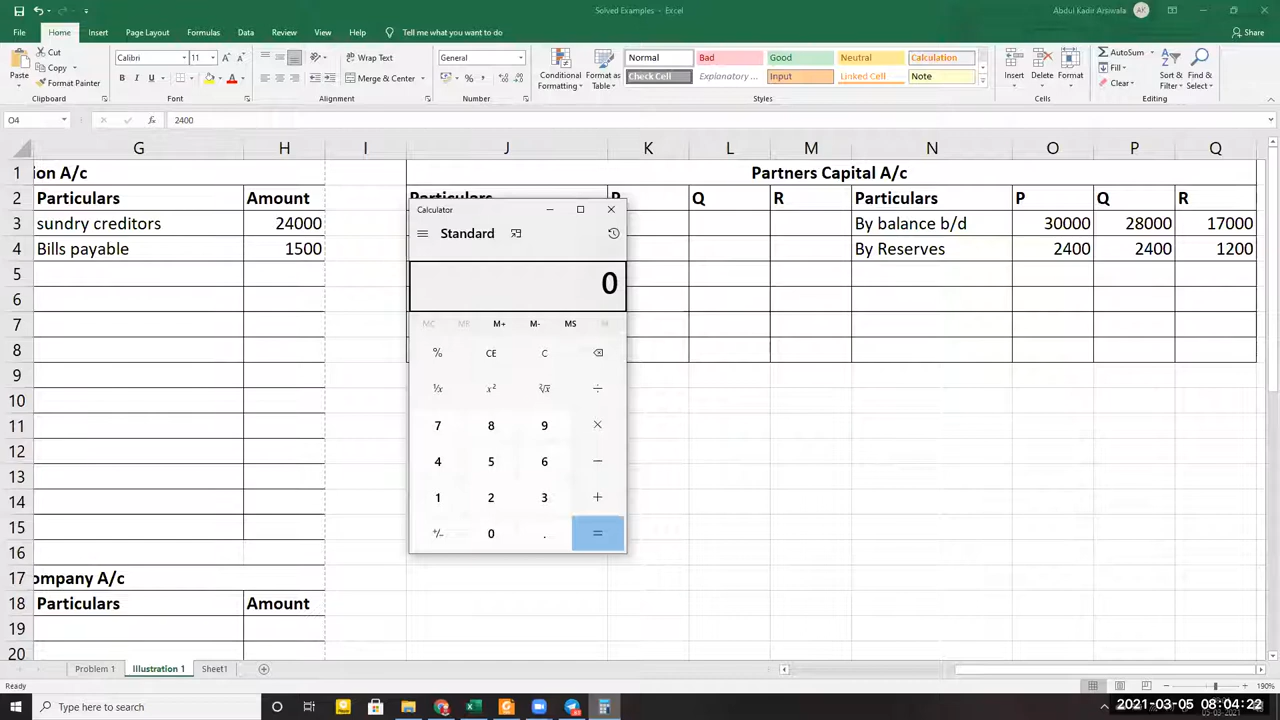 Solved Examples - Excel
Abdul Kadir Arsiwala AK
File Home Insert Page Layout Formulas Data Review View Help Tell me what you want to do Share
Paste Cut Copy Format Painter Clipboard
Calibri 11 B I U Font
Wrap Text Merge & Center Alignment
General % Number
Conditional Formatting Format as Table
Normal Bad Good Neutral Calculation
Check Cell Explanatory ... Input Linked Cell Note
Styles
Insert Delete Format Cells
AutoSum Fill Clear Sort & Filter Find & Select Editing
O4 fx 2400
G H I J K L M N O P Q
1 ion A/c Partners Capital A/c
2 Particulars Amount Particulars P Q R Particulars P Q R
3 sundry creditors 24000 By balance b/d 30000 28000 17000
4 Bills payable 1500 By Reserves 2400 2400 1200
5
6
7
8
9
10
11
12
13
14
15
16
17 ompany A/c
18 Particulars Amount
19
20
Calculator
Standard
0
MC MR M+ M- MS
% CE C
¹/x x² ²√x ÷
7 8 9 ×
4 5 6 −
1 2 3 +
+/- 0 . =
Problem 1 Illustration 1 Sheet1
Ready 190%
Type here to search
2021-03-05 08:04:22